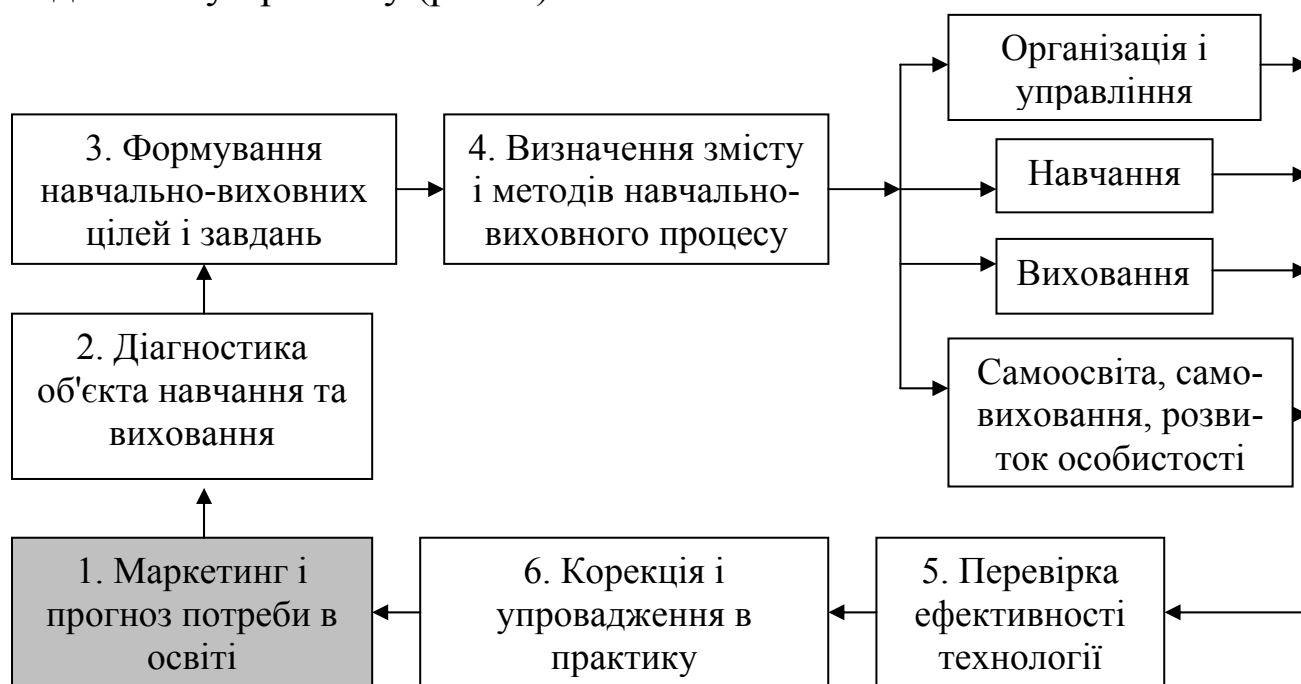 3. Формування
навчально-виховних
цілей і завдань
4. Визначення змісту
і методів навчально-
виховного процесу
Організація і
управління
Навчання
Виховання
Самоосвіта, само-
виховання, розви-
ток особистості
2. Діагностика
об'єкта навчання та
виховання
1. Маркетинг і
прогноз потреби в
освіті
6. Корекція і
упровадження в
практику
5. Перевірка
ефективності
технології